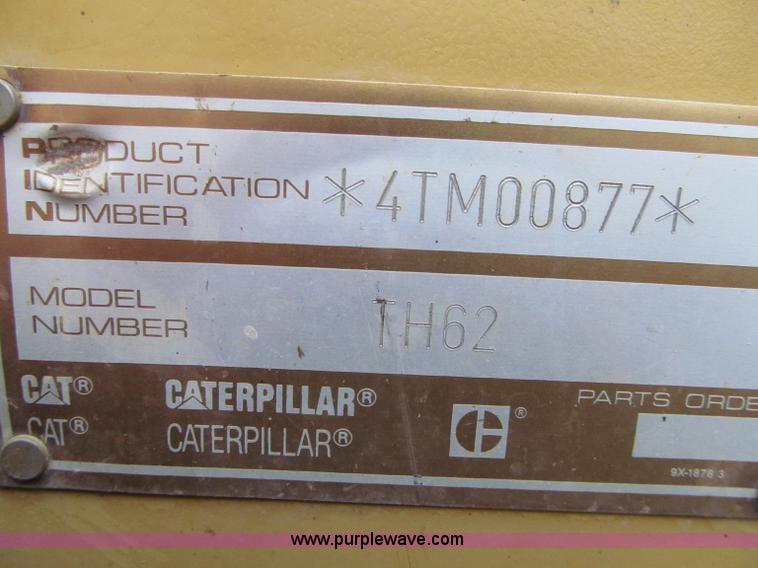 PRODUCT
IDENTIFICATION
NUMBER
*4TM00877*
MODEL
NUMBER
TH62
CAT® CATERPILLAR®
CAT® CATERPILLAR®
®
PARTS ORDE
9X-1876 3
www.purplewave.com